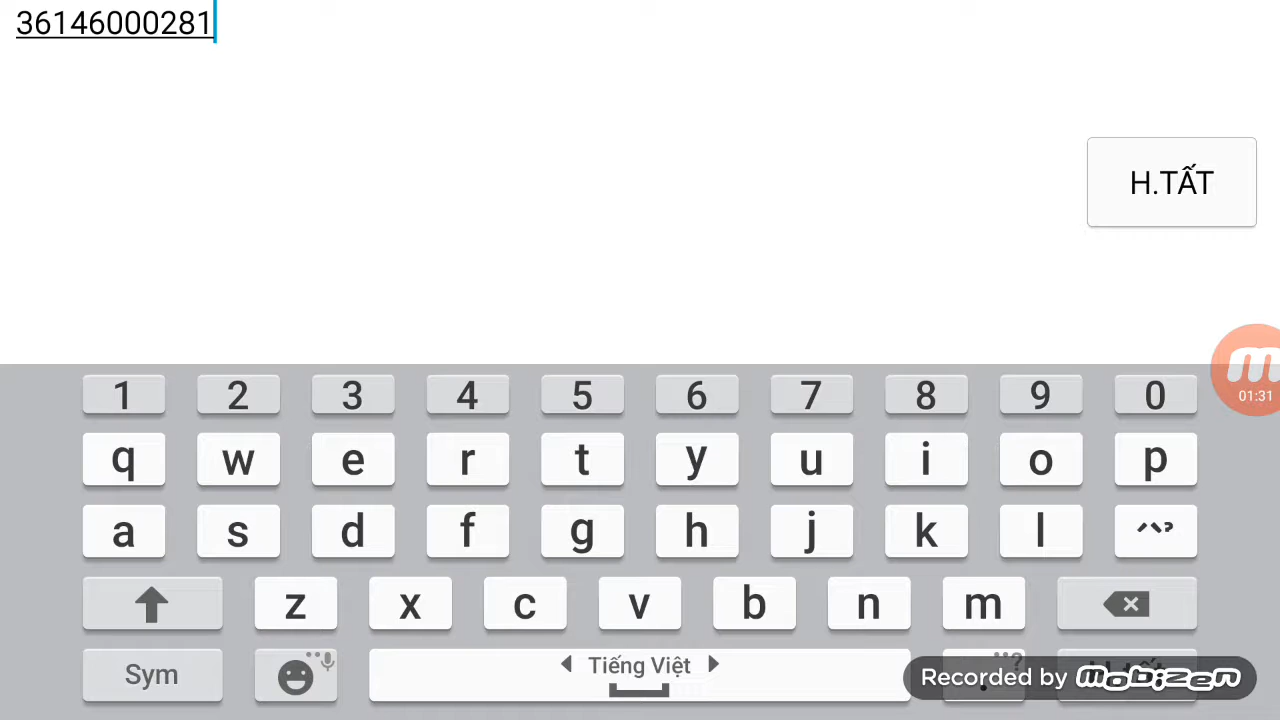 36146000281
H.TẤT
01:31
1 2 3 4 5 6 7 8 9 0
q w e r t y u i o p
a s d f g h j k l
z x c v b n m
Sym Tiếng Việt
Recorded by mobizen